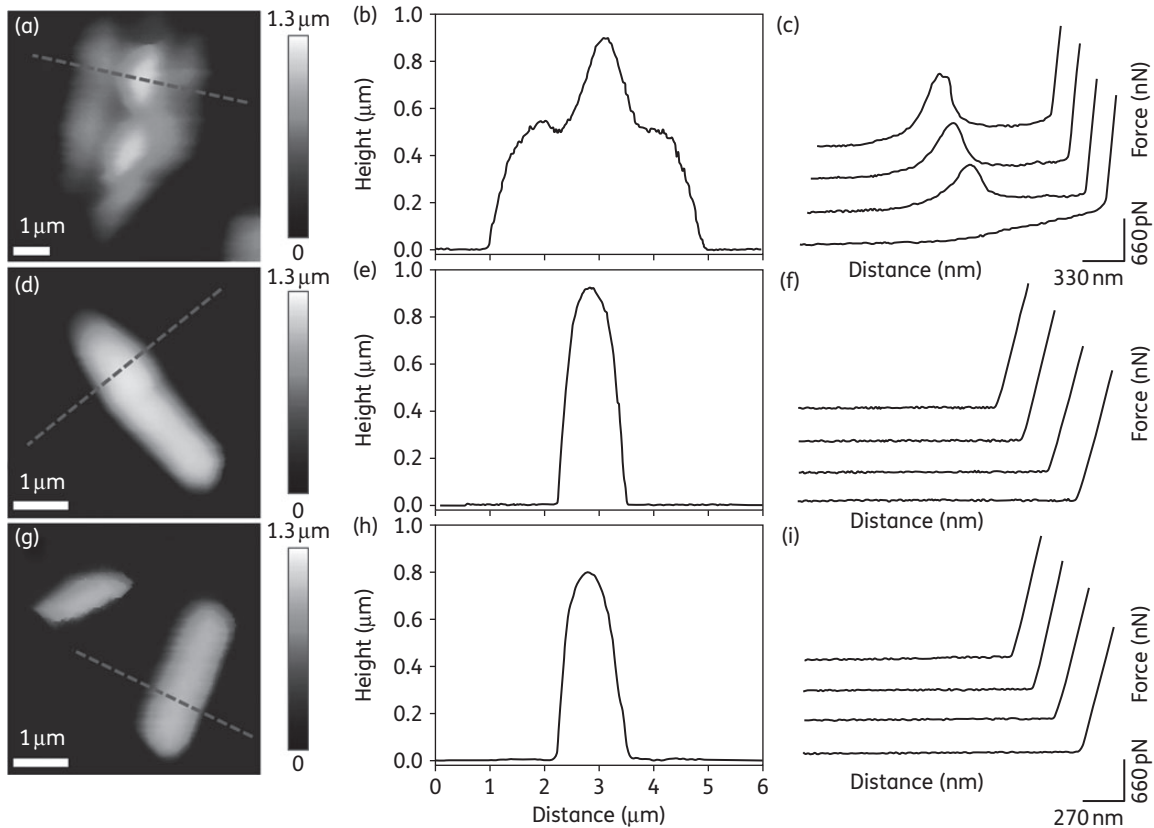 (a)
1.3 μm
0
1 μm
(b)
1.0
0.8
0.6
0.4
0.2
0.0
Height (μm)
(c)
Force (nN)
Distance (nm)
660 pN
330 nm
(d)
1.3 μm
0
1 μm
(e)
1.0
0.8
0.6
0.4
0.2
0.0
Height (μm)
(f)
Force (nN)
Distance (nm)
(g)
1.3 μm
0
1 μm
(h)
1.0
0.8
0.6
0.4
0.2
0.0
Height (μm)
0 1 2 3 4 5 6
Distance (μm)
(i)
Force (nN)
Distance (nm)
660 pN
270 nm